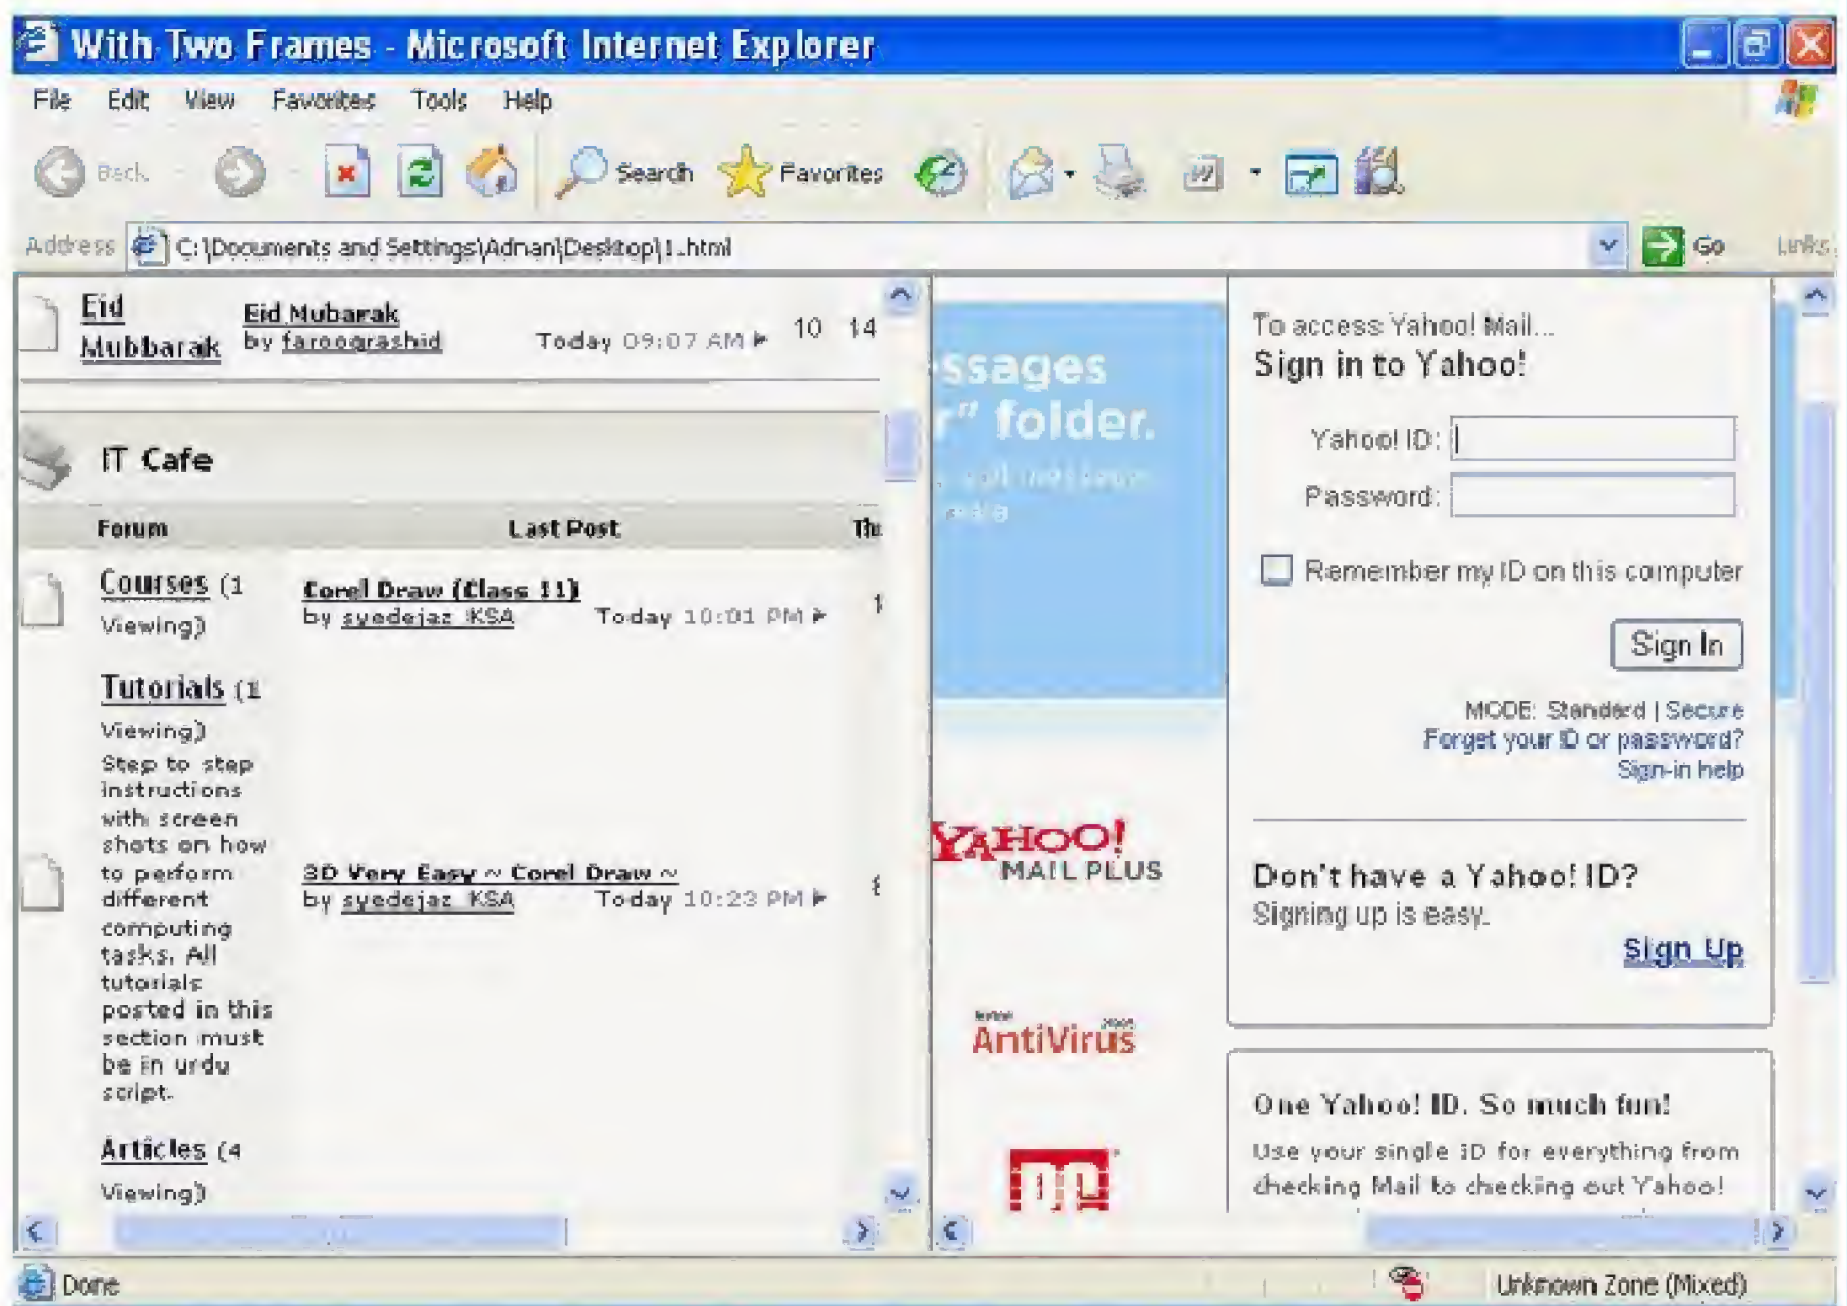 With Two Frames - Microsoft Internet Explorer
File Edit View Favorites Tools Help
Back Search Favorites
Address C:\Documents and Settings\Adnan\Desktop\1.html Go Links
Eid
Mubbarak
Eid Mubarak
by farooqrashid Today 09:07 AM 10 14
IT Cafe
Forum Last Post
Courses (1
Viewing)
Corel Draw (Class 11)
by syedejaz KSA Today 10:01 PM
Tutorials (1
Viewing)
Step to step
instructions
with screen
shots on how
to perform
different
computing
tasks. All
tutorials
posted in this
section must
be in urdu
script.
3D Very Easy ~ Corel Draw ~
by syedejaz KSA Today 10:23 PM
Articles (4
Viewing)
ssages
r" folder.
YAHOO!
MAIL PLUS
AntiVirus
To access Yahoo! Mail...
Sign in to Yahoo!
Yahoo! ID:
Password:
Remember my ID on this computer
Sign In
MODE: Standard | Secure
Forget your ID or password?
Sign-in help
Don't have a Yahoo! ID?
Signing up is easy.
Sign Up
One Yahoo! ID. So much fun!
Use your single ID for everything from
checking Mail to checking out Yahoo!
Done Unknown Zone (Mixed)